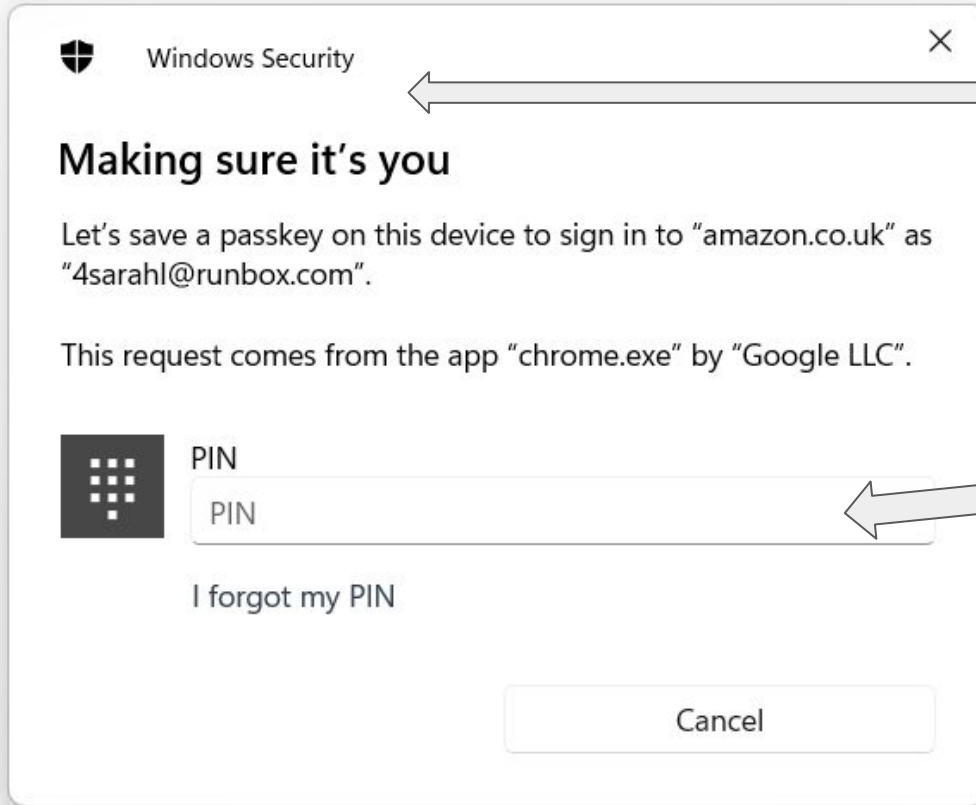 Windows Security
Making sure it's you
Let's save a passkey on this device to sign in to “amazon.co.uk” as
“4sarahl@runbox.com”.
This request comes from the app “chrome.exe” by “Google LLC”.
PIN
PIN
I forgot my PIN
Cancel